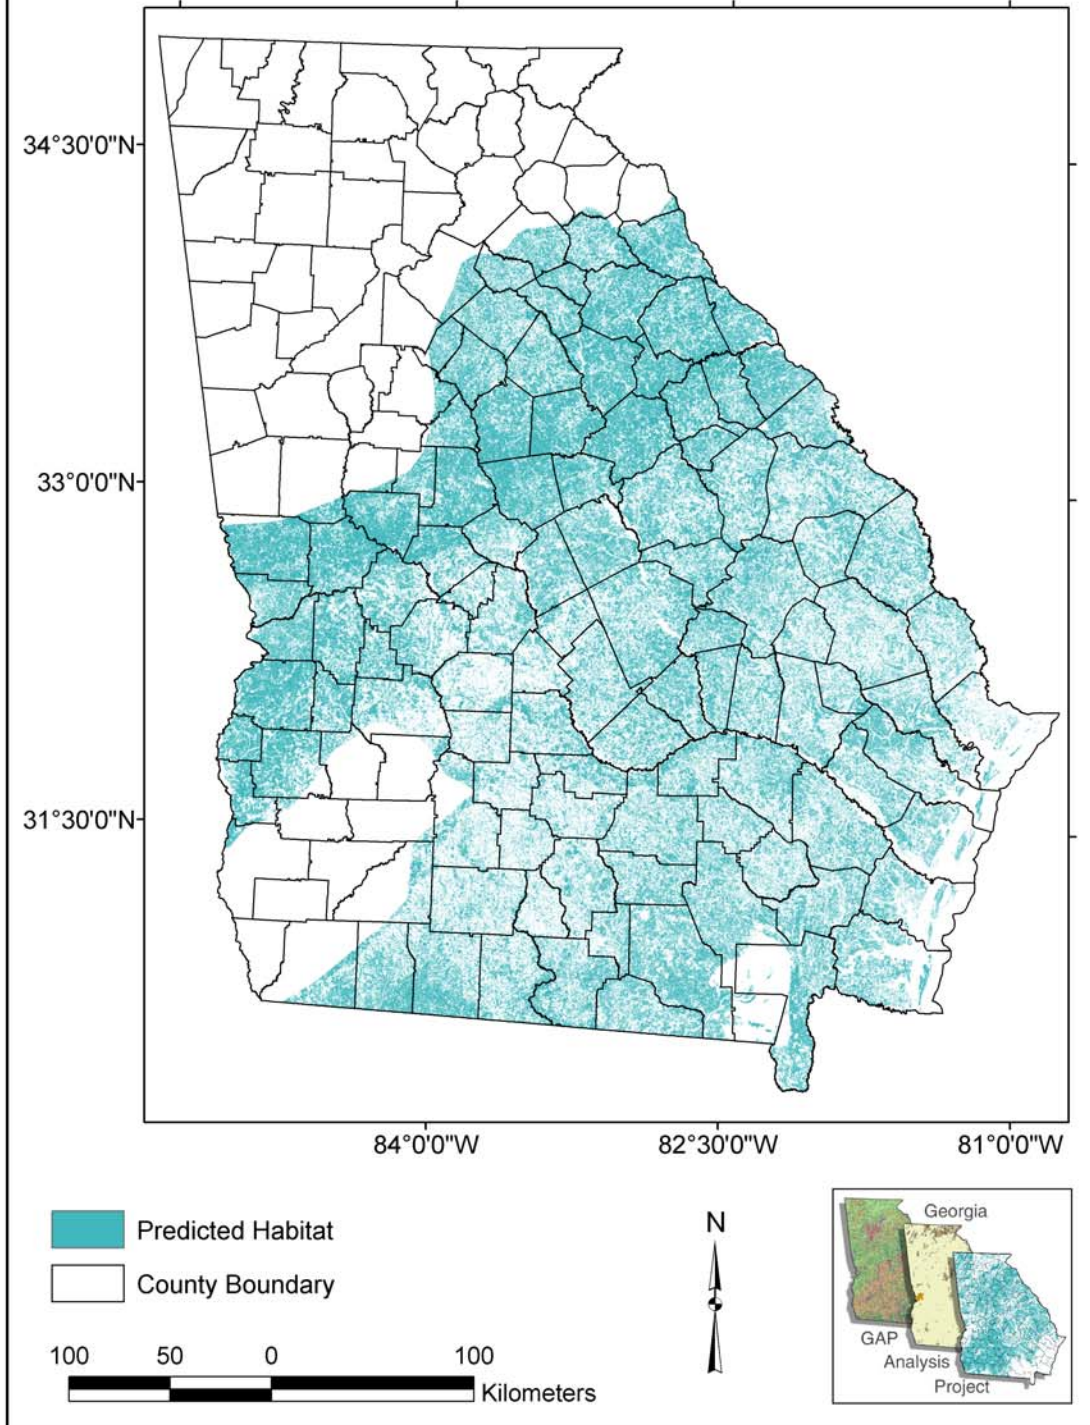 34°30'0"N
33°0'0"N
31°30'0"N
84°0'0"W 82°30'0"W 81°0'0"W
Predicted Habitat
County Boundary
100 50 0 100
Kilometers
N
Georgia
GAP
Analysis
Project